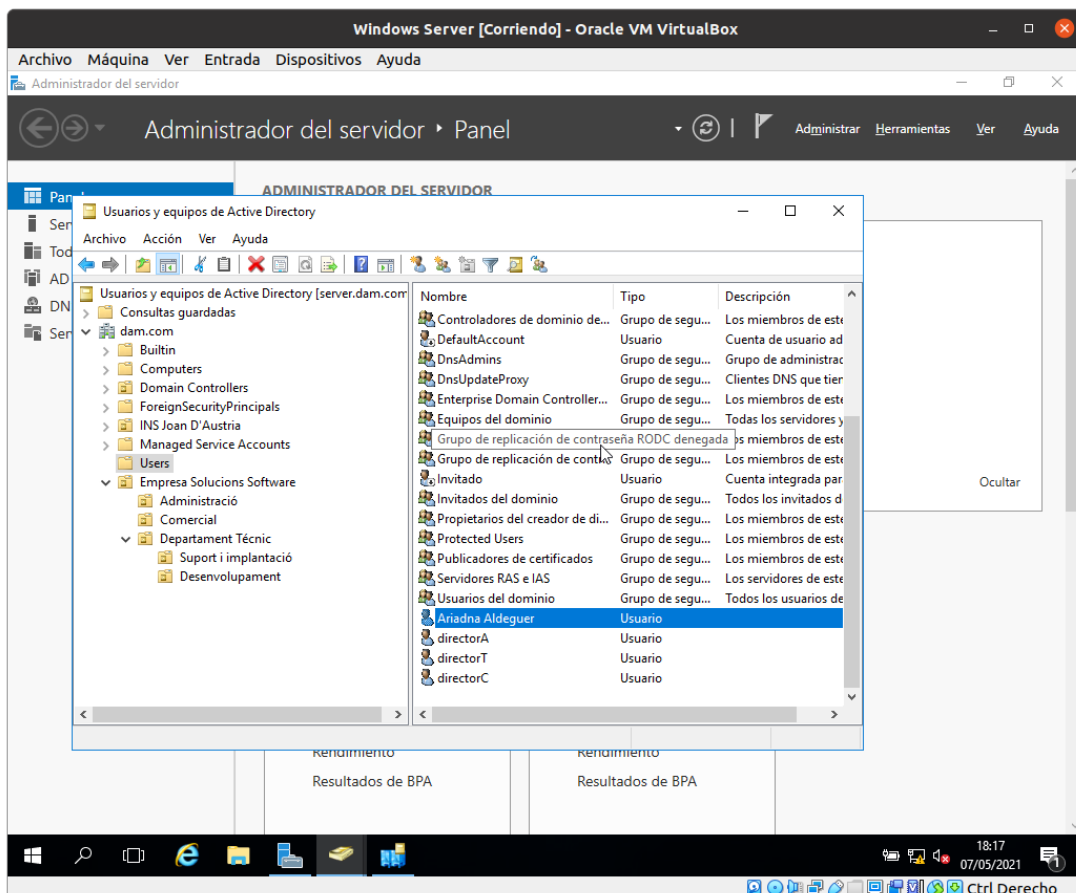 Windows Server [Corriendo] - Oracle VM VirtualBox
Archivo Máquina Ver Entrada Dispositivos Ayuda
Administrador del servidor
Administrador del servidor Panel
Administrar Herramientas Ver Ayuda
ADMINISTRADOR DEL SERVIDOR
Pan
Ser
Tod
AD
DN
Ser
Ocultar
Usuarios y equipos de Active Directory
Archivo Acción Ver Ayuda
Usuarios y equipos de Active Directory [server.dam.com
Consultas guardadas
dam.com
Builtin
Computers
Domain Controllers
ForeignSecurityPrincipals
INS Joan D'Austria
Managed Service Accounts
Users
Empresa Solucions Software
Administració
Comercial
Departament Técnic
Suport i implantació
Desenvolupament
Nombre Tipo Descripción
Controladores de dominio de... Grupo de segu... Los miembros de este
DefaultAccount Usuario Cuenta de usuario ad
DnsAdmins Grupo de segu... Grupo de administrac
DnsUpdateProxy Grupo de segu... Clientes DNS que tien
Enterprise Domain Controller... Grupo de segu... Los miembros de este
Equipos del dominio Grupo de segu... Todas los servidores y
Grupo de replicación de contraseña RODC denegada os miembros de este
Grupo de replicación de contra Grupo de segu... Los miembros de este
Invitado Usuario Cuenta integrada par
Invitados del dominio Grupo de segu... Todos los invitados d
Propietarios del creador de di... Grupo de segu... Los miembros de este
Protected Users Grupo de segu... Los miembros de este
Publicadores de certificados Grupo de segu... Los miembros de este
Servidores RAS e IAS Grupo de segu... Los servidores de este
Usuarios del dominio Grupo de segu... Todos los usuarios de
Ariadna Aldeguer Usuario
directorA Usuario
directorT Usuario
directorC Usuario
Rendimiento Rendimiento
Resultados de BPA Resultados de BPA
18:17
07/05/2021
1
Ctrl Derecho